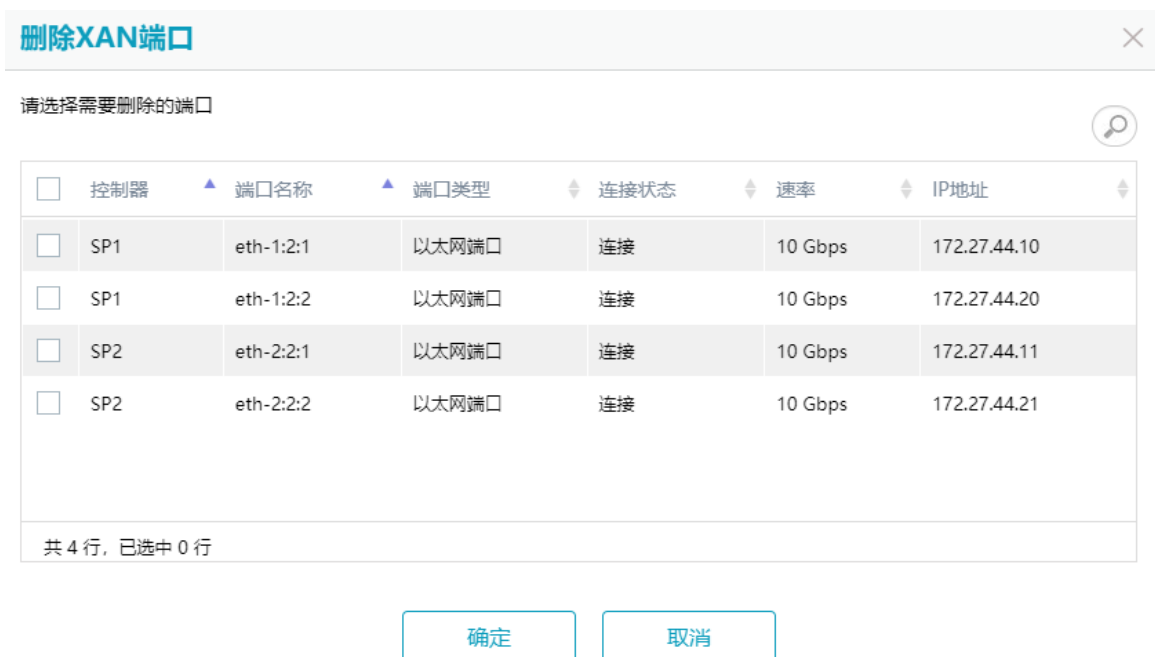 删除XAN端口
请选择需要删除的端口
控制器 端口名称 端口类型 连接状态 速率 IP地址
SP1 eth-1:2:1 以太网端口 连接 10 Gbps 172.27.44.10
SP1 eth-1:2:2 以太网端口 连接 10 Gbps 172.27.44.20
SP2 eth-2:2:1 以太网端口 连接 10 Gbps 172.27.44.11
SP2 eth-2:2:2 以太网端口 连接 10 Gbps 172.27.44.21
共 4 行, 已选中 0 行
确定 取消